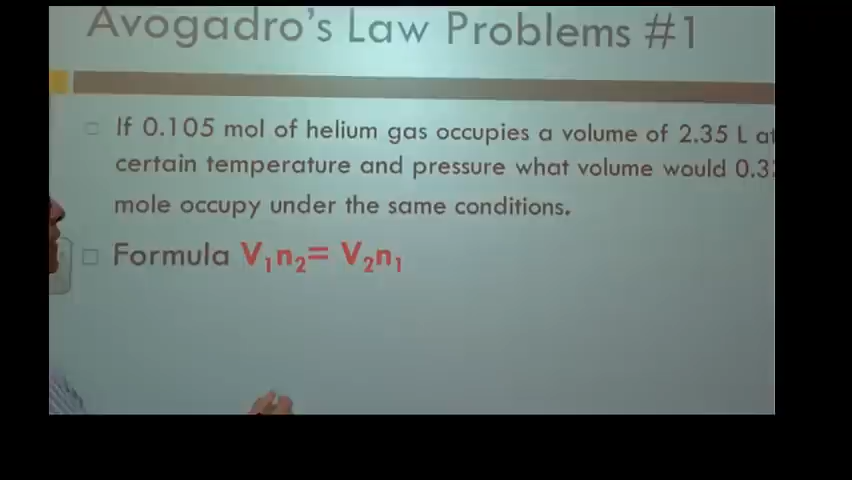 Avogadro's Law Problems #1
If 0.105 mol of helium gas occupies a volume of 2.35 L at
certain temperature and pressure what volume would
mole occupy under the same conditions.
Formula V₁n₂= V₂n₁